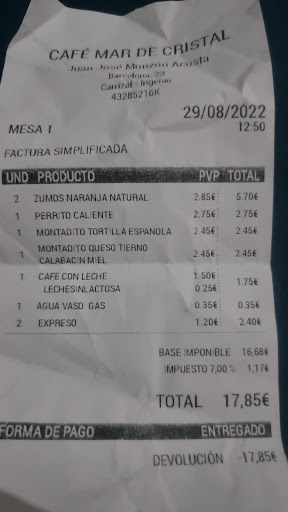 CAFÉ MAR DE CRISTAL
Juan José Monzón Acosta
Barcelona, 23
Carrizal - Ingenio
43285216K
29/08/2022
MESA 1 12:50
FACTURA SIMPLIFICADA
UND PRODUCTO PVP TOTAL
2 ZUMOS NARANJA NATURAL 2.85€ 5.70€
1 PERRITO CALIENTE 2.75€ 2.75€
1 MONTADITO TORTILLA ESPANOLA 2.45€ 2.45€
1 MONTADITO QUESO TIERNO CALABACIN MIEL 2.45€ 2.45€
1 CAFE CON LECHE 1.50€ 1.75€
LECHE SINLACTOSA 0.25€
1 AGUA VASO GAS 0.35€ 0.35€
2 EXPRESO 1.20€ 2.40€
BASE IMPONIBLE 16,68€
IMPUESTO 7,00 % 1,17€
TOTAL 17,85€
FORMA DE PAGO ENTREGADO
DEVOLUCIÓN -17,85€